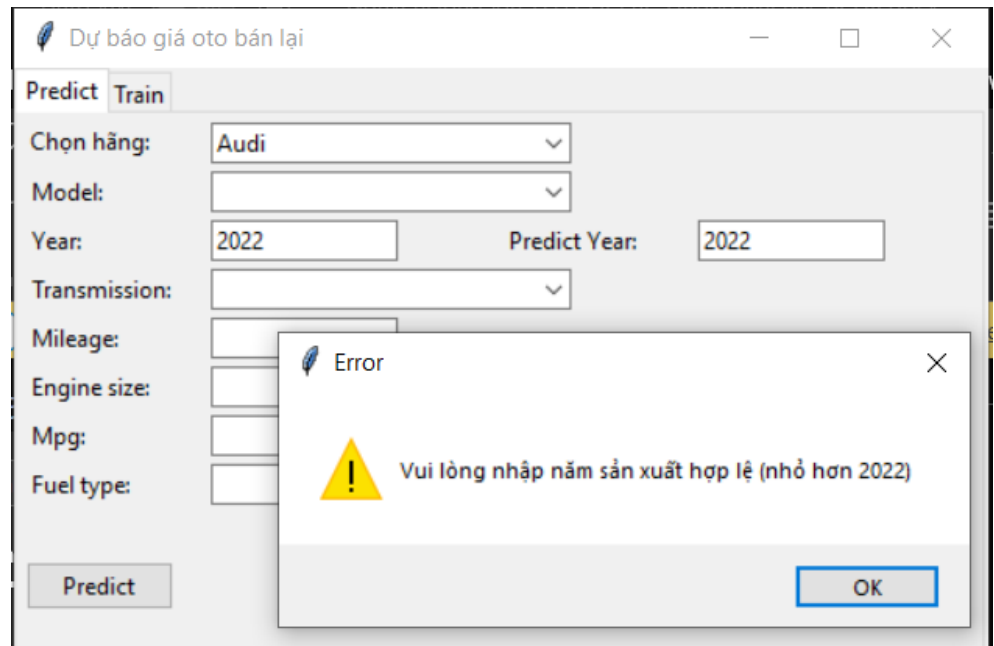 Dự báo giá oto bán lại
Predict Train
Chọn hãng: Audi
Model:
Year: 2022 Predict Year: 2022
Transmission:
Mileage:
Engine size:
Mpg:
Fuel type:
Predict
Error
Vui lòng nhập năm sản xuất hợp lệ (nhỏ hơn 2022)
OK